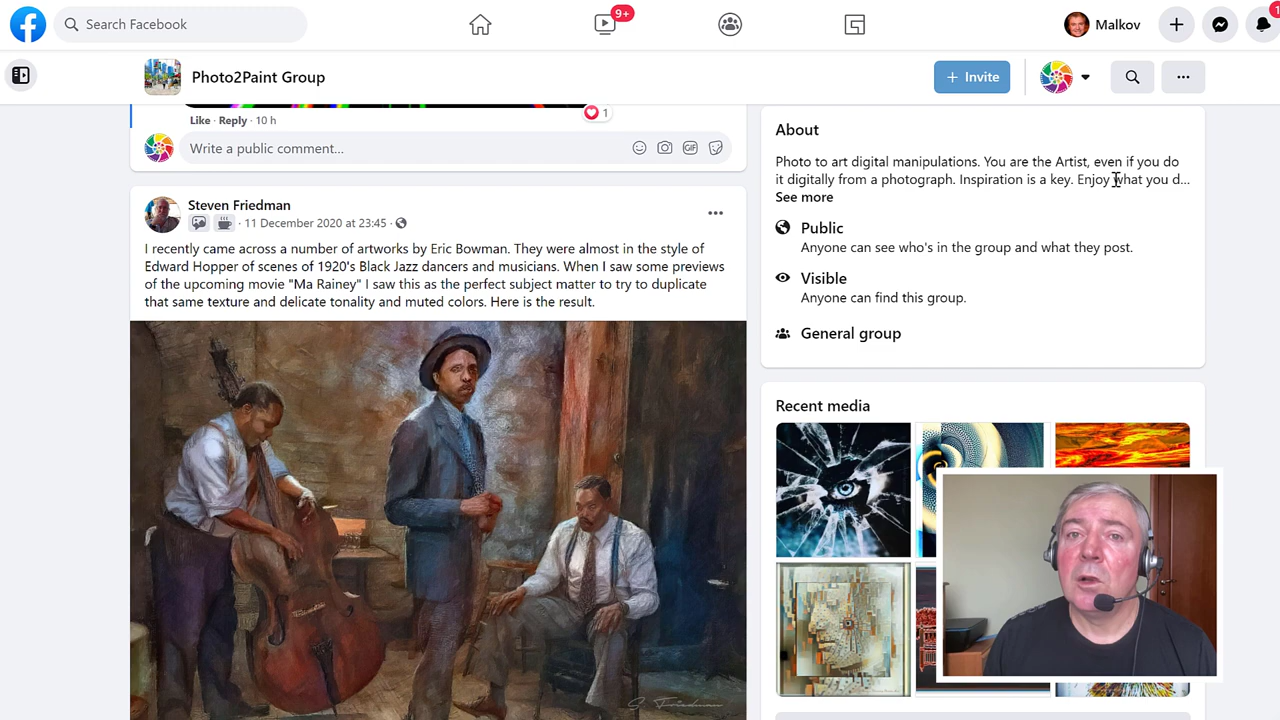 Search Facebook
9+
Malkov
1
Photo2Paint Group
Invite
Like · Reply · 10 h
1
Write a public comment...
GIF
Steven Friedman
· 11 December 2020 at 23:45 ·
I recently came across a number of artworks by Eric Bowman. They were almost in the style of
Edward Hopper of scenes of 1920's Black Jazz dancers and musicians. When I saw some previews
of the upcoming movie "Ma Rainey" I saw this as the perfect subject matter to try to duplicate
that same texture and delicate tonality and muted colors. Here is the result.
S. Friedman
About
Photo to art digital manipulations. You are the Artist, even if you do
it digitally from a photograph. Inspiration is a key. Enjoy what you d...
See more
Public
Anyone can see who's in the group and what they post.
Visible
Anyone can find this group.
General group
Recent media